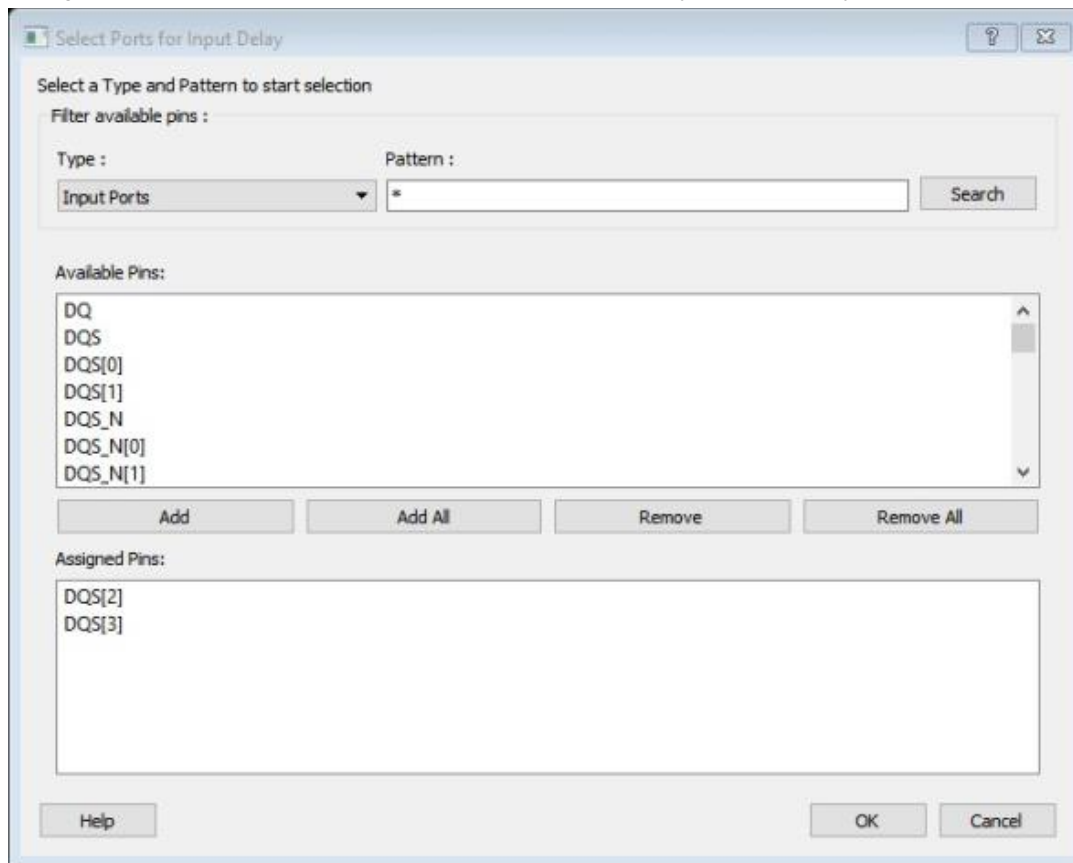 Select Ports for Input Delay
Select a Type and Pattern to start selection
Filter available pins :
Type : Pattern :
Input Ports * Search
Available Pins:
DQ
DQS
DQS[0]
DQS[1]
DQS_N
DQS_N[0]
DQS_N[1]
Add Add All Remove Remove All
Assigned Pins:
DQS[2]
DQS[3]
Help OK Cancel